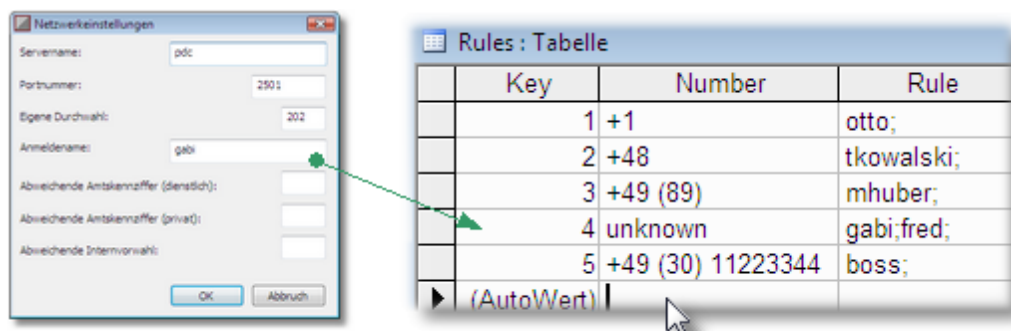 Netzwerkeinstellungen
Servername: pdc
Portnummer: 2501
Eigene Durchwahl: 202
Anmeldename: gabi
Abweichende Amtskennziffer (dienstlich):
Abweichende Amtskennziffer (privat):
Abweichende Internvorwahl:
OK Abbruch
Rules : Tabelle
Key Number Rule
1 +1 otto;
2 +48 tkowalski;
3 +49 (89) mhuber;
4 unknown gabi;fred;
5 +49 (30) 11223344 boss;
(AutoWert)